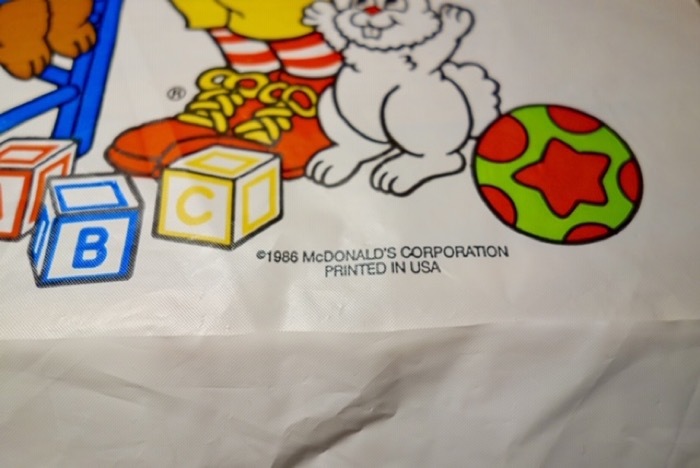 ®
A
B
C
©1986 McDONALD'S CORPORATION
PRINTED IN USA